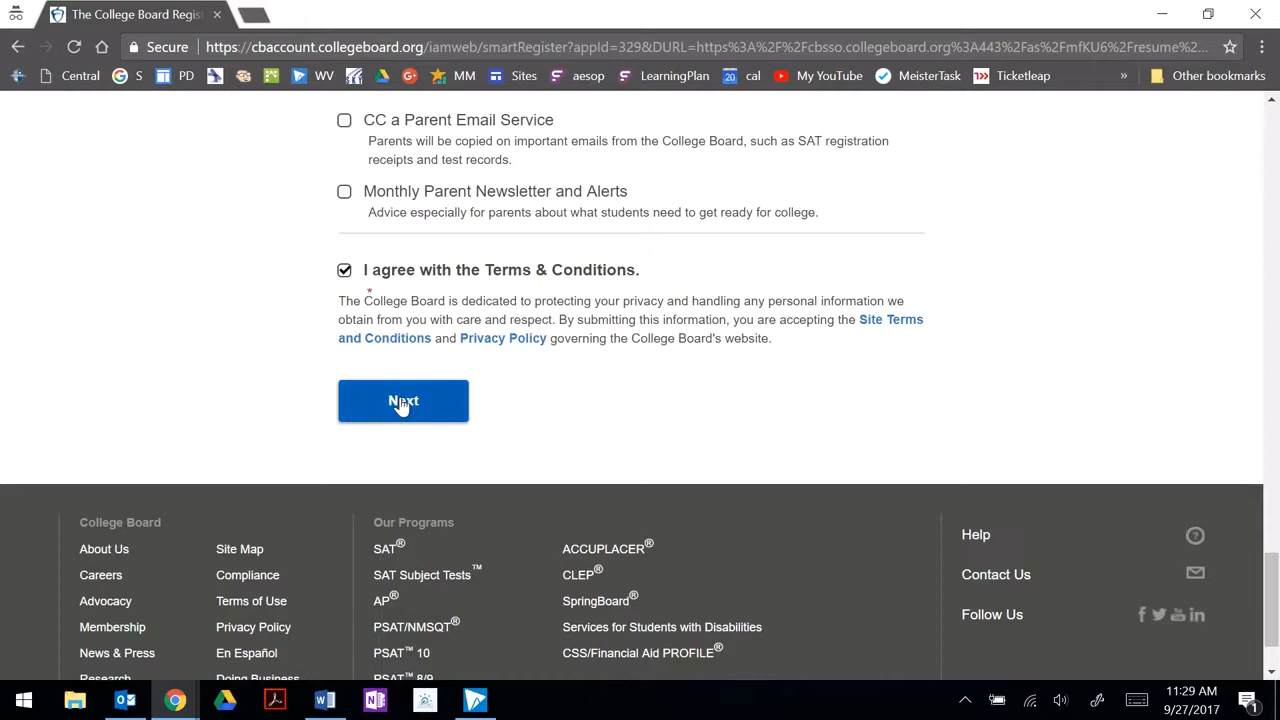 The College Board Regis
Secure
https://cbaccount.collegeboard.org/iamweb/smartRegister?appId=329&DURL=https%3A%2F%2Fcbsso.collegeboard.org%3A443%2Fas%2FmfKU6%2Fresume%2...
Central
S
PD
WV
MM
Sites
aesop
LearningPlan
20
cal
My YouTube
MeisterTask
Ticketleap
»
Other bookmarks
CC a Parent Email Service
Parents will be copied on important emails from the College Board, such as SAT registration
receipts and test records.
Monthly Parent Newsletter and Alerts
Advice especially for parents about what students need to get ready for college.
I agree with the Terms & Conditions.
*
The College Board is dedicated to protecting your privacy and handling any personal information we
obtain from you with care and respect. By submitting this information, you are accepting the Site Terms
and Conditions and Privacy Policy governing the College Board's website.
Next
College Board
About Us
Careers
Advocacy
Membership
News & Press
Research
Site Map
Compliance
Terms of Use
Privacy Policy
En Español
Doing Business
Our Programs
SAT®
SAT Subject Tests™
AP®
PSAT/NMSQT®
PSAT™ 10
PSAT™ 8/9
ACCUPLACER®
CLEP®
SpringBoard®
Services for Students with Disabilities
CSS/Financial Aid PROFILE®
Help
Contact Us
Follow Us
11:29 AM
9/27/2017
1